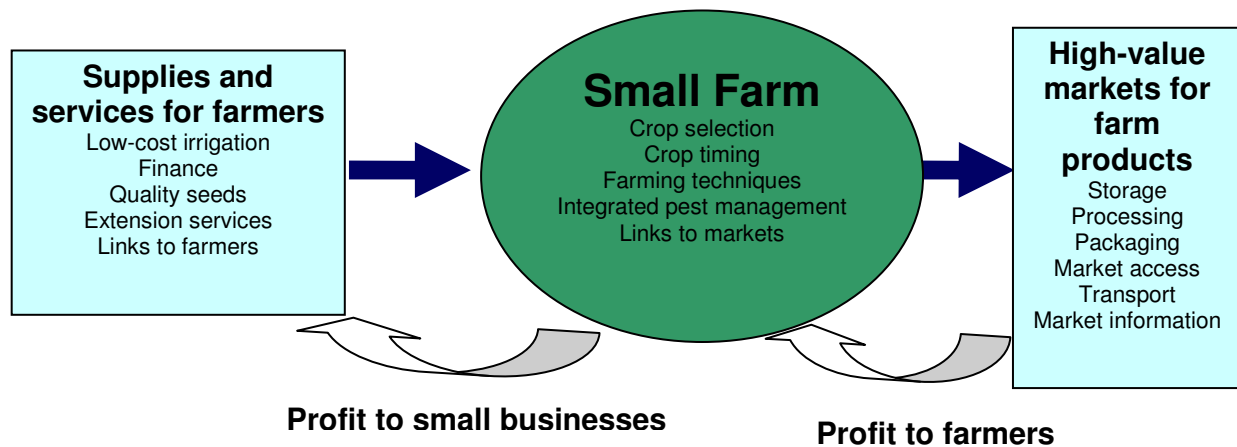 Supplies and
services for farmers
Low-cost irrigation
Finance
Quality seeds
Extension services
Links to farmers
Small Farm
Crop selection
Crop timing
Farming techniques
Integrated pest management
Links to markets
High-value
markets for
farm
products
Storage
Processing
Packaging
Market access
Transport
Market information
Profit to small businesses
Profit to farmers